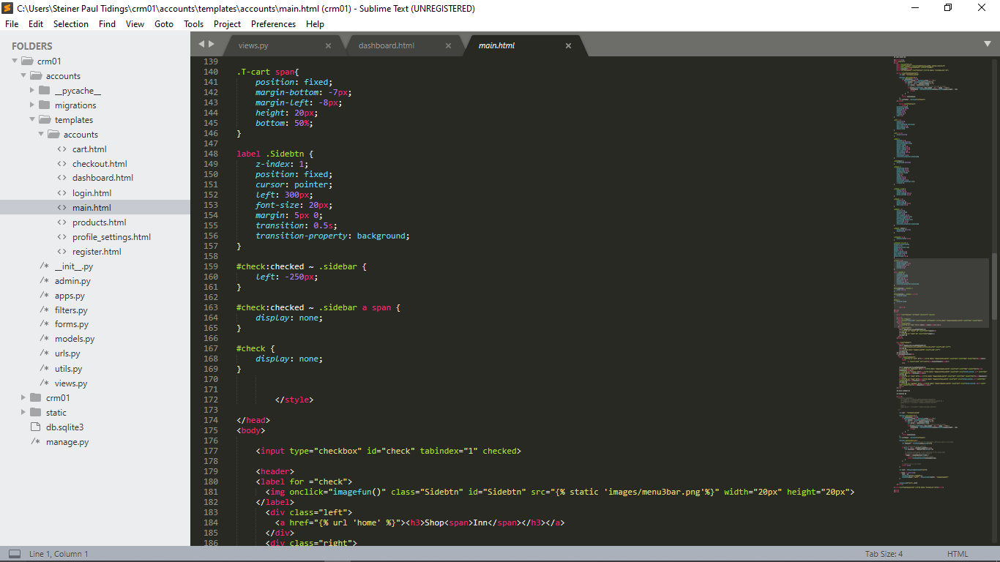 C:\Users\Steiner Paul Tidings\crm01\accounts\templates\accounts\main.html (crm01) - Sublime Text (UNREGISTERED)
File Edit Selection Find View Goto Tools Project Preferences Help
FOLDERS
crm01
accounts
__pycache__
migrations
templates
accounts
cart.html
checkout.html
dashboard.html
login.html
main.html
products.html
profile_settings.html
register.html
/* __init__.py
/* admin.py
/* apps.py
/* filters.py
/* forms.py
/* models.py
/* urls.py
/* utils.py
/* views.py
crm01
static
db.sqlite3
/* manage.py
views.py dashboard.html main.html
139
140 .T-cart span{
141 position: fixed;
142 margin-bottom: -7px;
143 margin-left: -8px;
144 height: 20px;
145 bottom: 50%;
146 }
147
148 label .Sidebtn {
149 z-index: 1;
150 position: fixed;
151 cursor: pointer;
152 left: 300px;
153 font-size: 20px;
154 margin: 5px 0;
155 transition: 0.5s;
156 transition-property: background;
157 }
158
159 #check:checked ~ .sidebar {
160 left: -250px;
161 }
162
163 #check:checked ~ .sidebar a span {
164 display: none;
165 }
166
167 #check {
168 display: none;
169 }
170
171
172 </style>
173
174 </head>
175 <body>
176
177 <input type="checkbox" id="check" tabindex="1" checked>
178
179 <header>
180 <label for ="check">
181 <img onclick="imagefun()" class="Sidebtn" id="Sidebtn" src="{% static 'images/menu3bar.png'%}" width="20px" height="20px">
182 </label>
183 <div class="left">
184 <a href="{% url 'home' %}"><h3>Shop<span>Inn</span></h3></a>
185 </div>
186 <div class="right">
Line 1, Column 1 Tab Size: 4 HTML